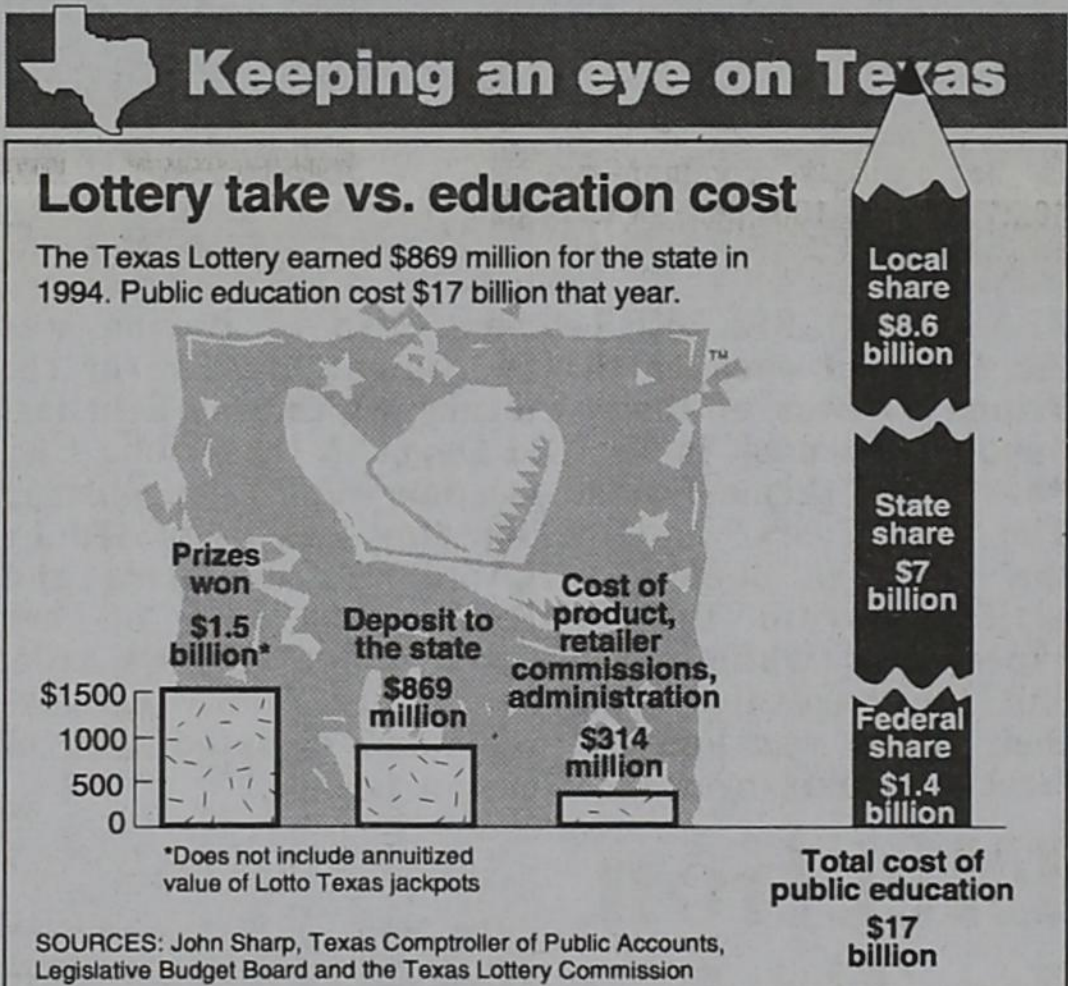 Keeping an eye on Texas
Lottery take vs. education cost
The Texas Lottery earned $869 million for the state in
1994. Public education cost $17 billion that year.
TM
Prizes
won
$1.5
billion*
Deposit to
the state
$869
million
Cost of
product,
retailer
commissions,
administration
$314
million
$1500
1000
500
0
*Does not include annuitized
value of Lotto Texas jackpots
Local
share
$8.6
billion
State
share
$7
billion
Federal
share
$1.4
billion
Total cost of
public education
$17
billion
SOURCES: John Sharp, Texas Comptroller of Public Accounts,
Legislative Budget Board and the Texas Lottery Commission